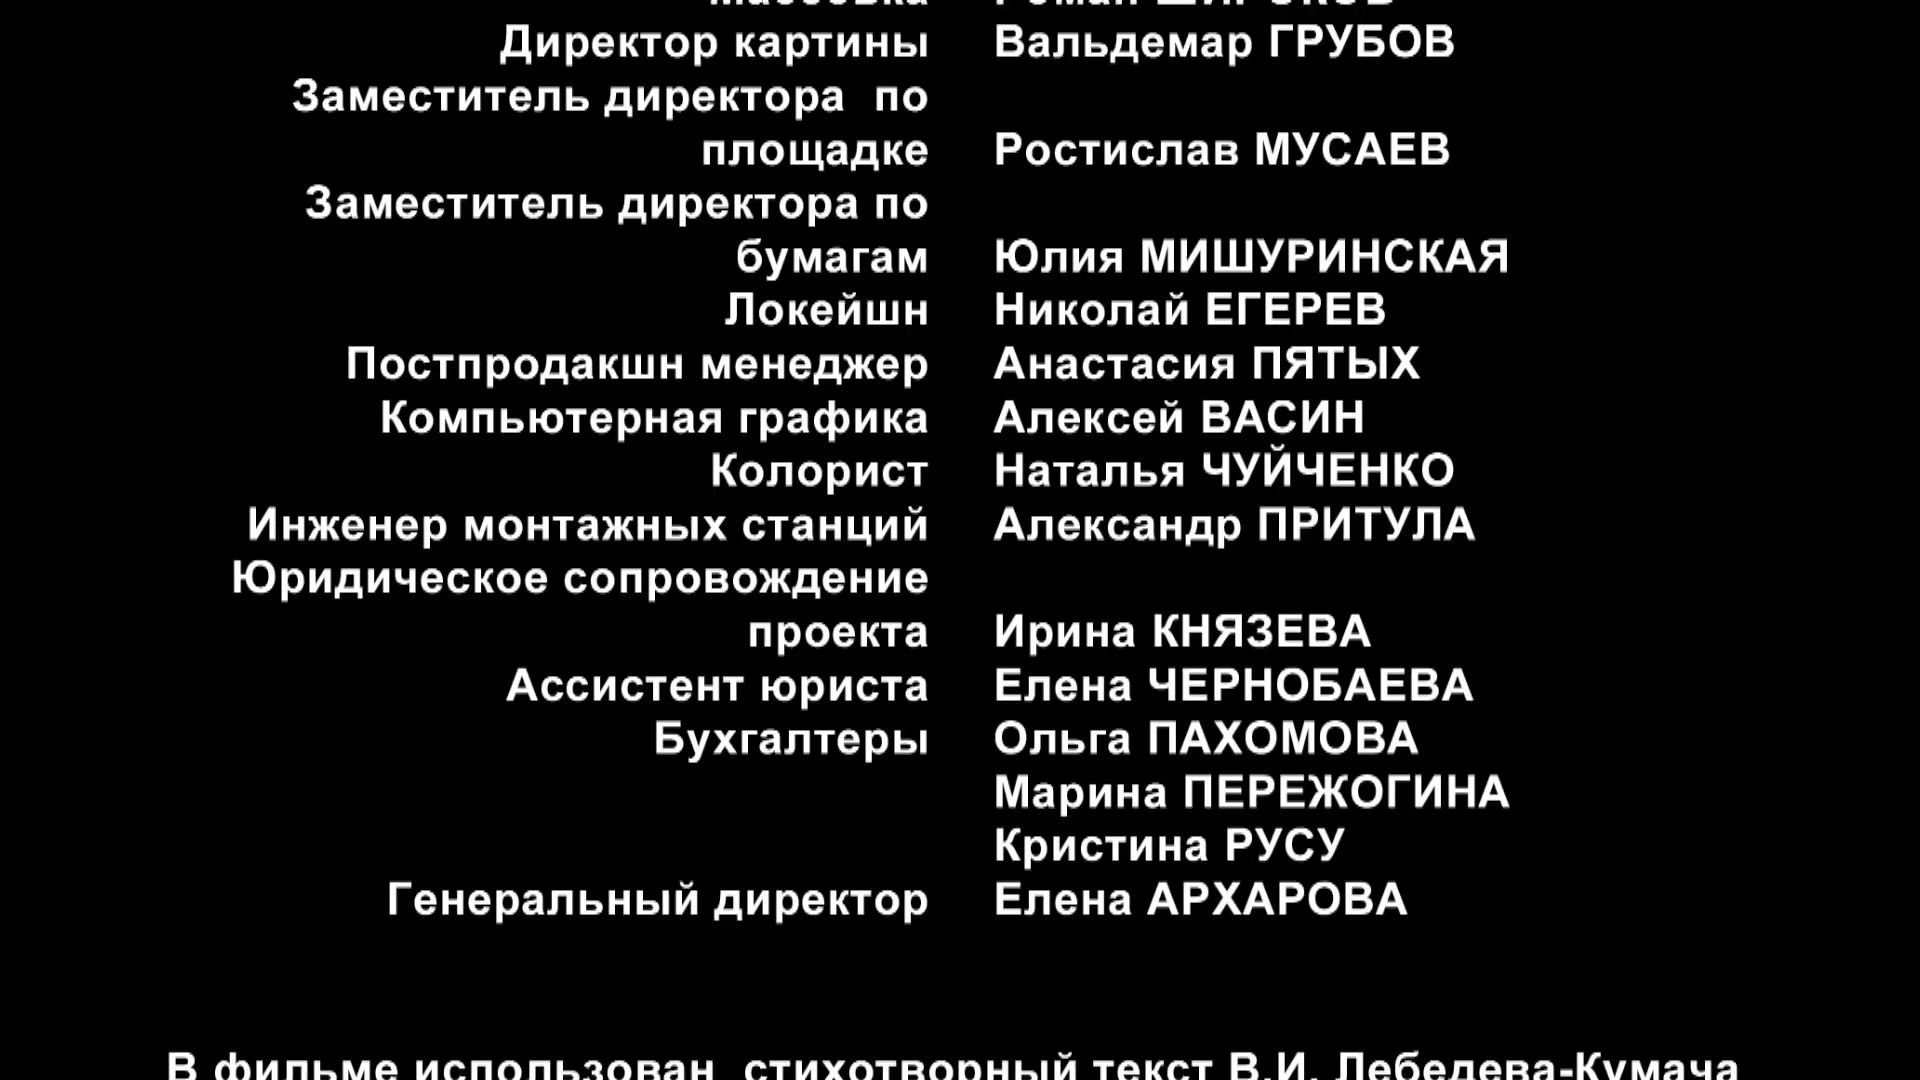 Массовка Роман ШИРОКОВ
Директор картины Вальдемар ГРУБОВ
Заместитель директора по
площадке Ростислав МУСАЕВ
Заместитель директора по
бумагам Юлия МИШУРИНСКАЯ
Локейшн Николай ЕГЕРЕВ
Постпродакшн менеджер Анастасия ПЯТЫХ
Компьютерная графика Алексей ВАСИН
Колорист Наталья ЧУЙЧЕНКО
Инженер монтажных станций Александр ПРИТУЛА
Юридическое сопровождение
проекта Ирина КНЯЗЕВА
Ассистент юриста Елена ЧЕРНОБАЕВА
Бухгалтеры Ольга ПАХОМОВА
Марина ПЕРЕЖОГИНА
Кристина РУСУ
Генеральный директор Елена АРХАРОВА
В фильме использован стихотворный текст В.И. Лебедева-Кумача